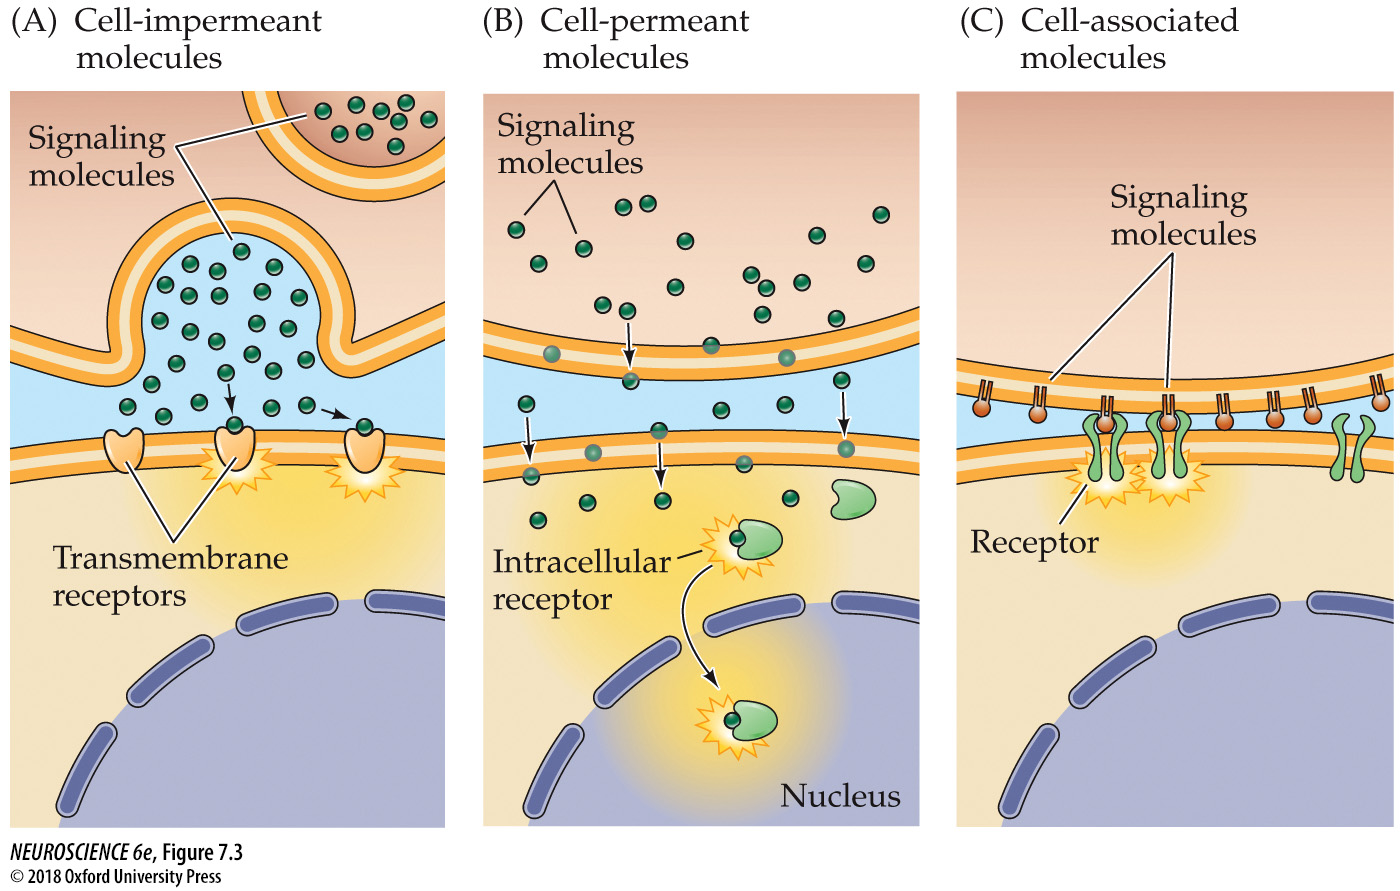 (A) Cell-impermeant
molecules
(B) Cell-permeant
molecules
(C) Cell-associated
molecules
Signaling
molecules
Transmembrane
receptors
Signaling
molecules
Intracellular
receptor
Nucleus
Signaling
molecules
Receptor
NEUROSCIENCE 6e, Figure 7.3
© 2018 Oxford University Press